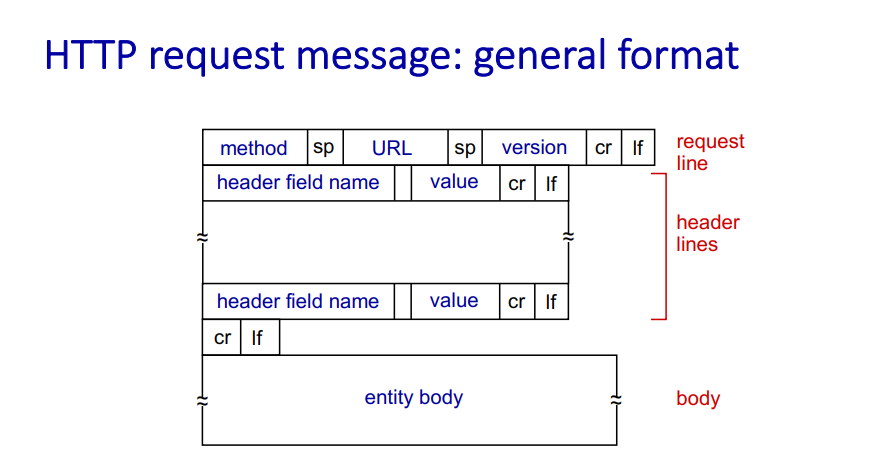 HTTP request message: general format
method sp URL sp version cr lf
request
line
header field name value cr lf
header
lines
header field name value cr lf
cr lf
entity body
body